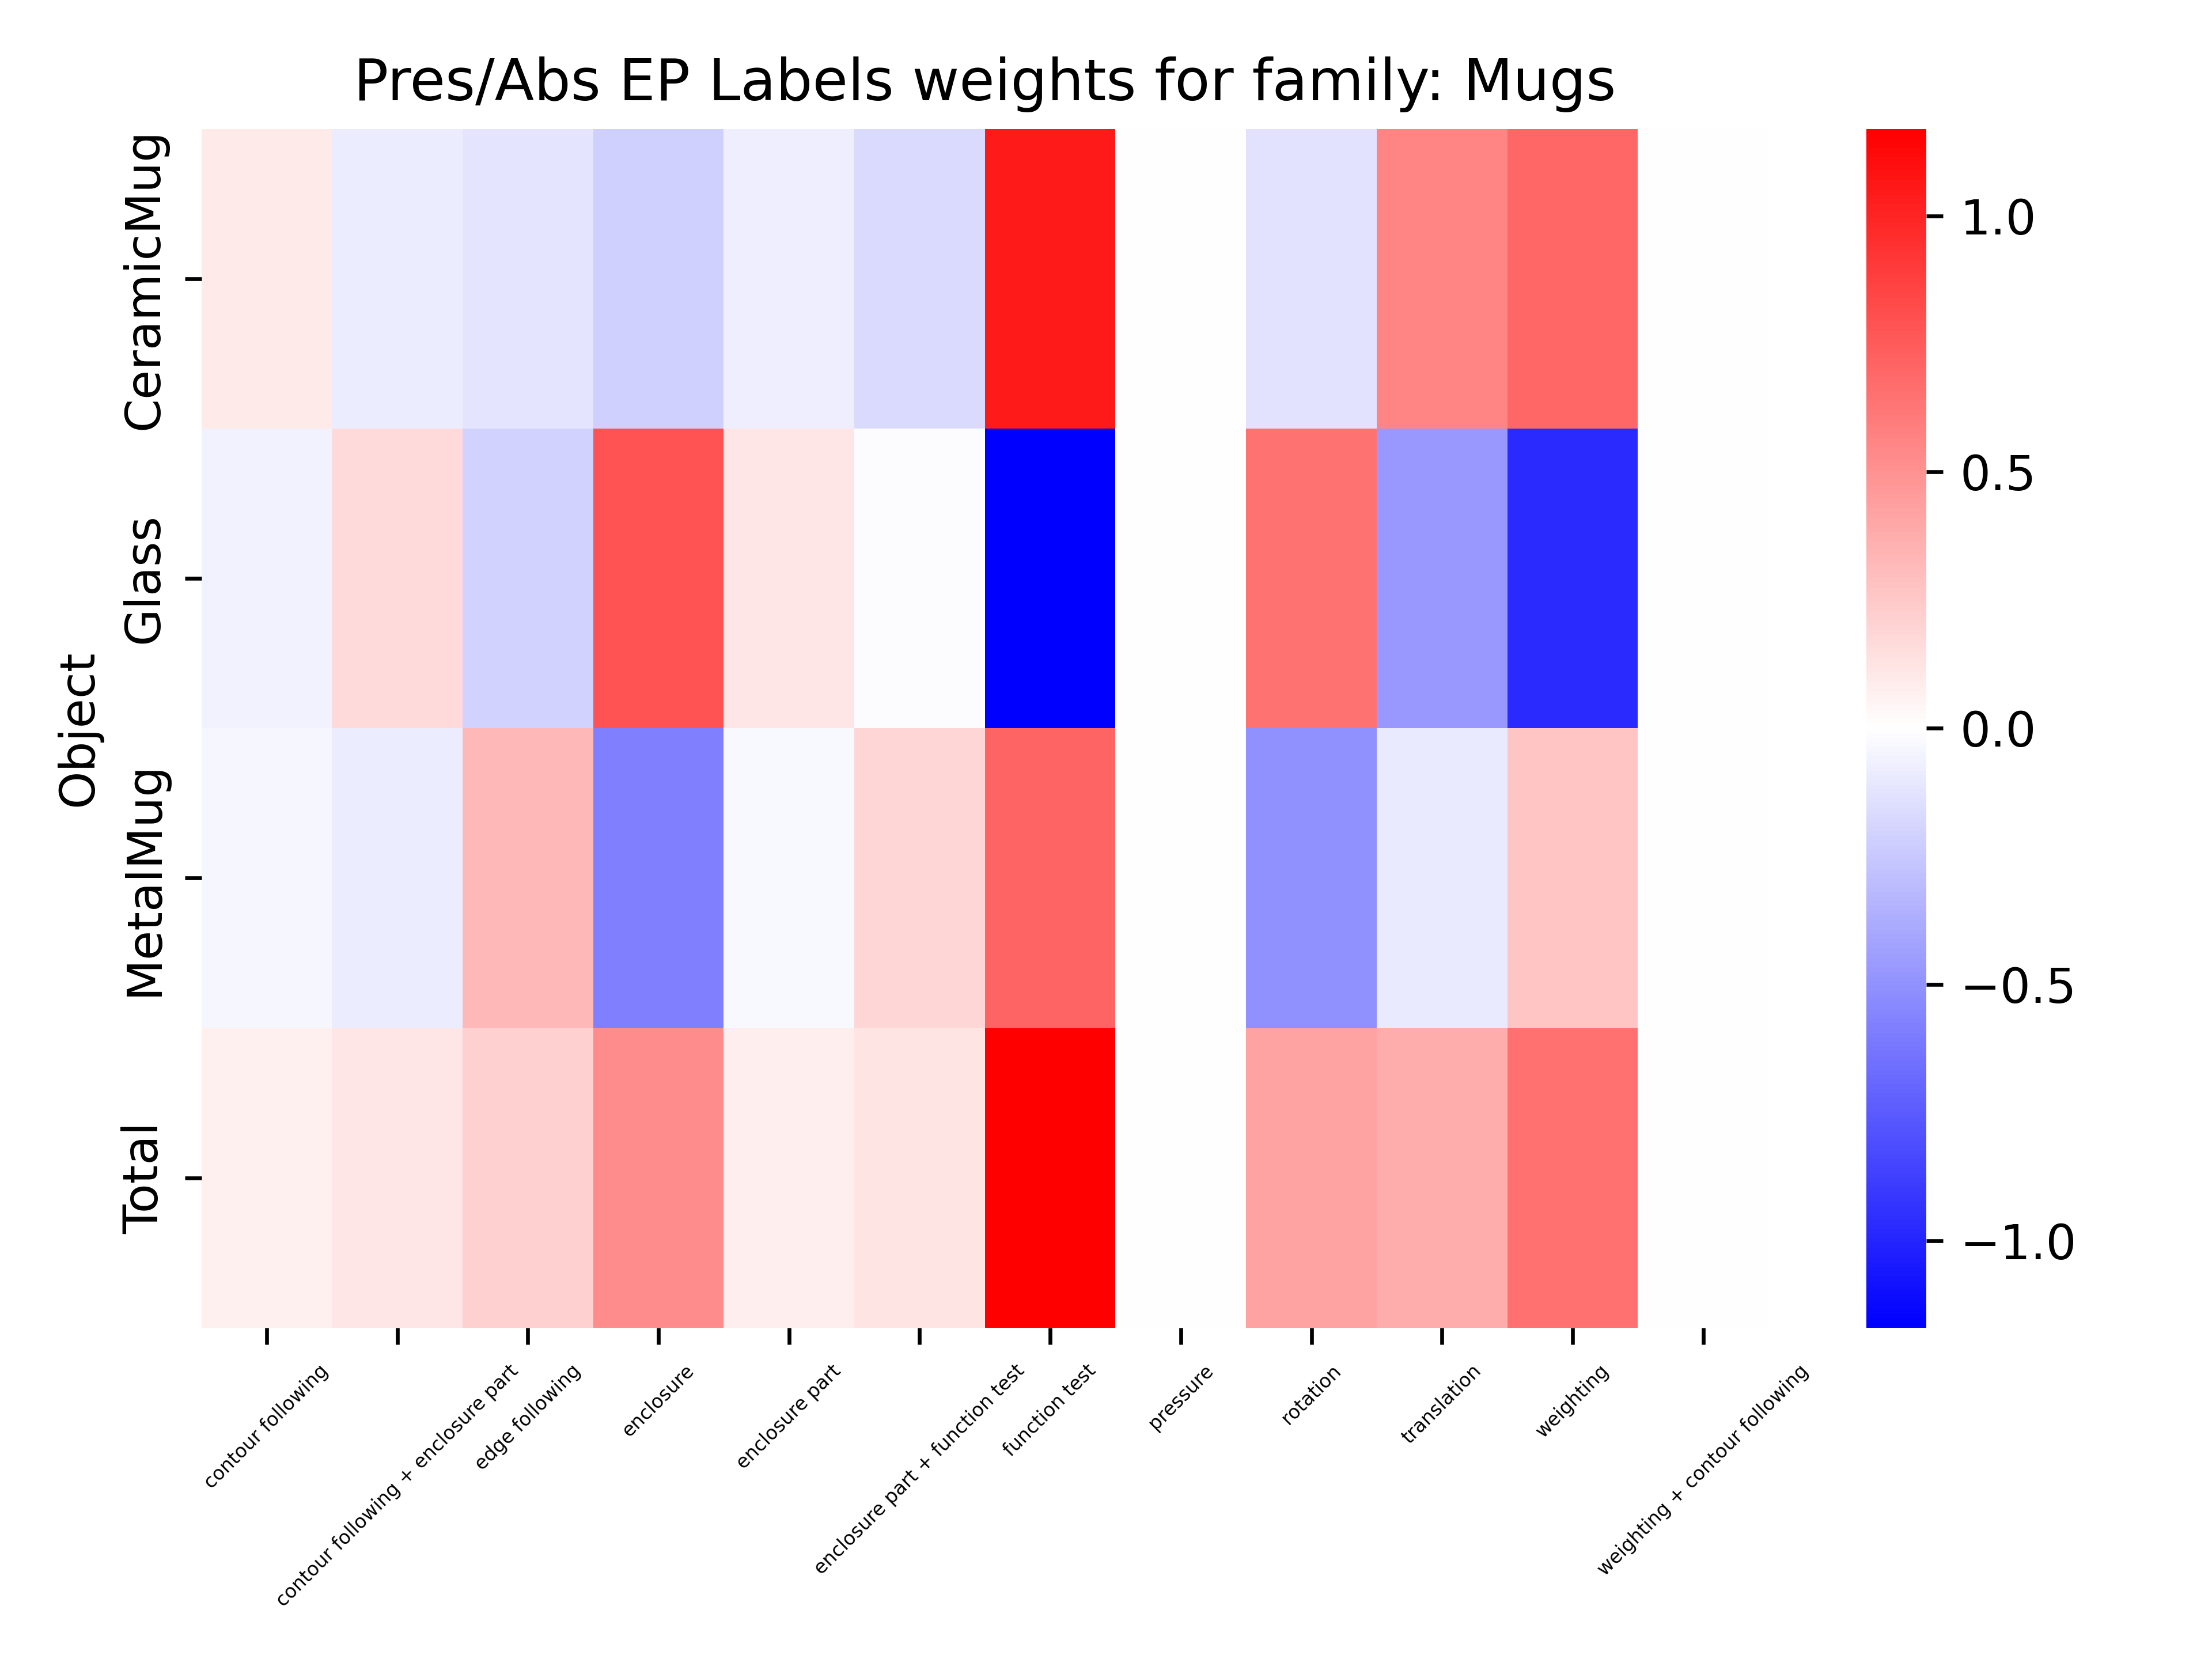 Pres/Abs EP Labels weights for family: Mugs
Object
CeramicMug
Glass
MetalMug
Total
contour following
contour following + enclosure part
edge following
enclosure
enclosure part
enclosure part + function test
function test
pressure
rotation
translation
weighting
weighting + contour following
1.0
0.5
0.0
−0.5
−1.0